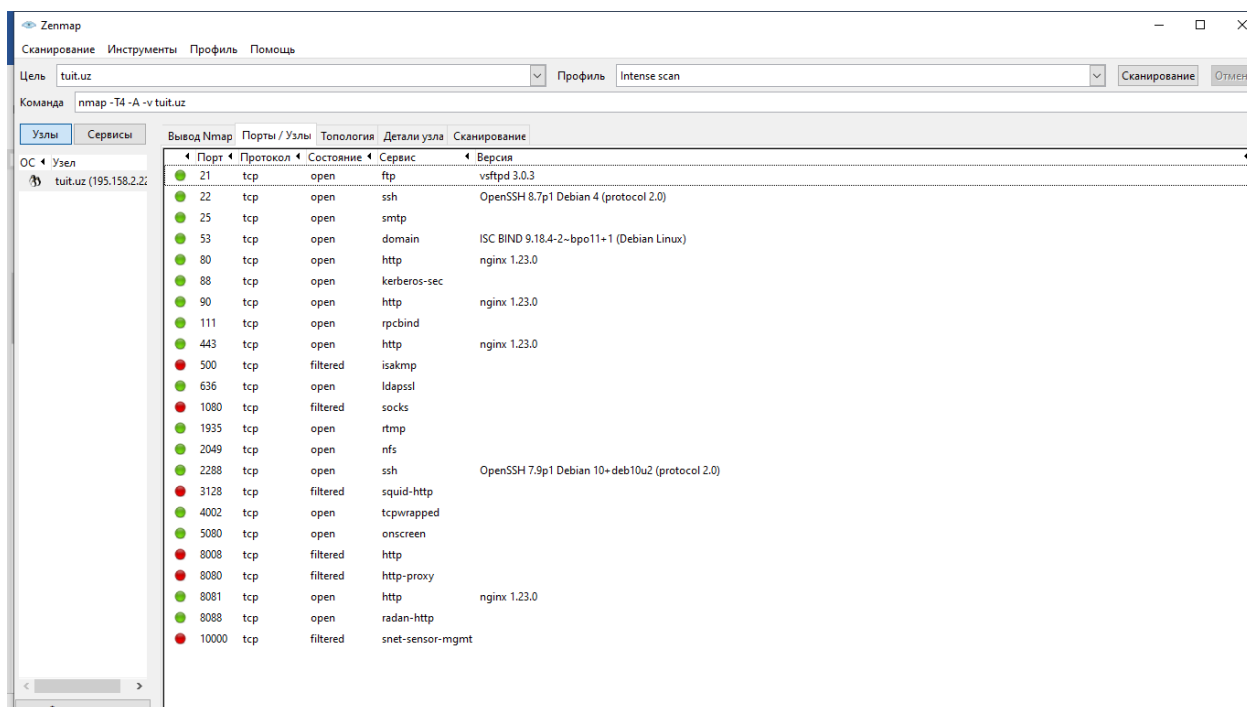 Zenmap
Сканирование Инструменты Профиль Помощь
Цель tuit.uz Профиль Intense scan Сканирование Отмен
Команда nmap -T4 -A -v tuit.uz
Узлы Сервисы Вывод Nmap Порты / Узлы Топология Детали узла Сканирование
ОС Узел Порт Протокол Состояние Сервис Версия
tuit.uz (195.158.2.22
21 tcp open ftp vsftpd 3.0.3
22 tcp open ssh OpenSSH 8.7p1 Debian 4 (protocol 2.0)
25 tcp open smtp
53 tcp open domain ISC BIND 9.18.4-2~bpo11+1 (Debian Linux)
80 tcp open http nginx 1.23.0
88 tcp open kerberos-sec
90 tcp open http nginx 1.23.0
111 tcp open rpcbind
443 tcp open http nginx 1.23.0
500 tcp filtered isakmp
636 tcp open ldapssl
1080 tcp filtered socks
1935 tcp open rtmp
2049 tcp open nfs
2288 tcp open ssh OpenSSH 7.9p1 Debian 10+deb10u2 (protocol 2.0)
3128 tcp filtered squid-http
4002 tcp open tcpwrapped
5080 tcp open onscreen
8008 tcp filtered http
8080 tcp filtered http-proxy
8081 tcp open http nginx 1.23.0
8088 tcp open radan-http
10000 tcp filtered snet-sensor-mgmt